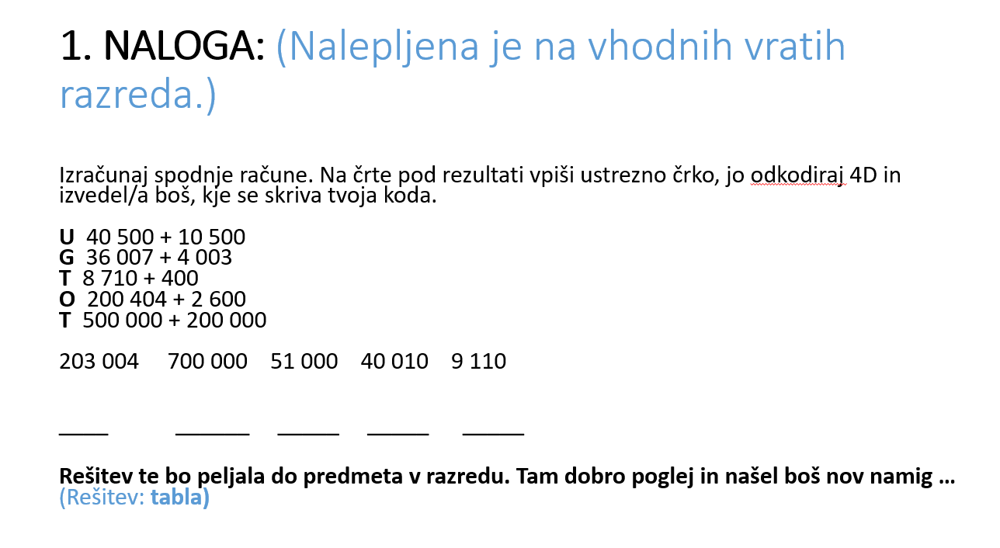 1. NALOGA: (Nalepljena je na vhodnih vratih
razreda.)
Izračunaj spodnje račune. Na črte pod rezultati vpiši ustrezno črko, jo odkodiraj 4D in
izvedel/a boš, kje se skriva tvoja koda.
U 40 500 + 10 500
G 36 007 + 4 003
T 8 710 + 400
O 200 404 + 2 600
T 500 000 + 200 000
203 004 700 000 51 000 40 010 9 110
____ ______ _____ _____ _____
Rešitev te bo peljala do predmeta v razredu. Tam dobro poglej in našel boš nov namig …
(Rešitev: tabla)